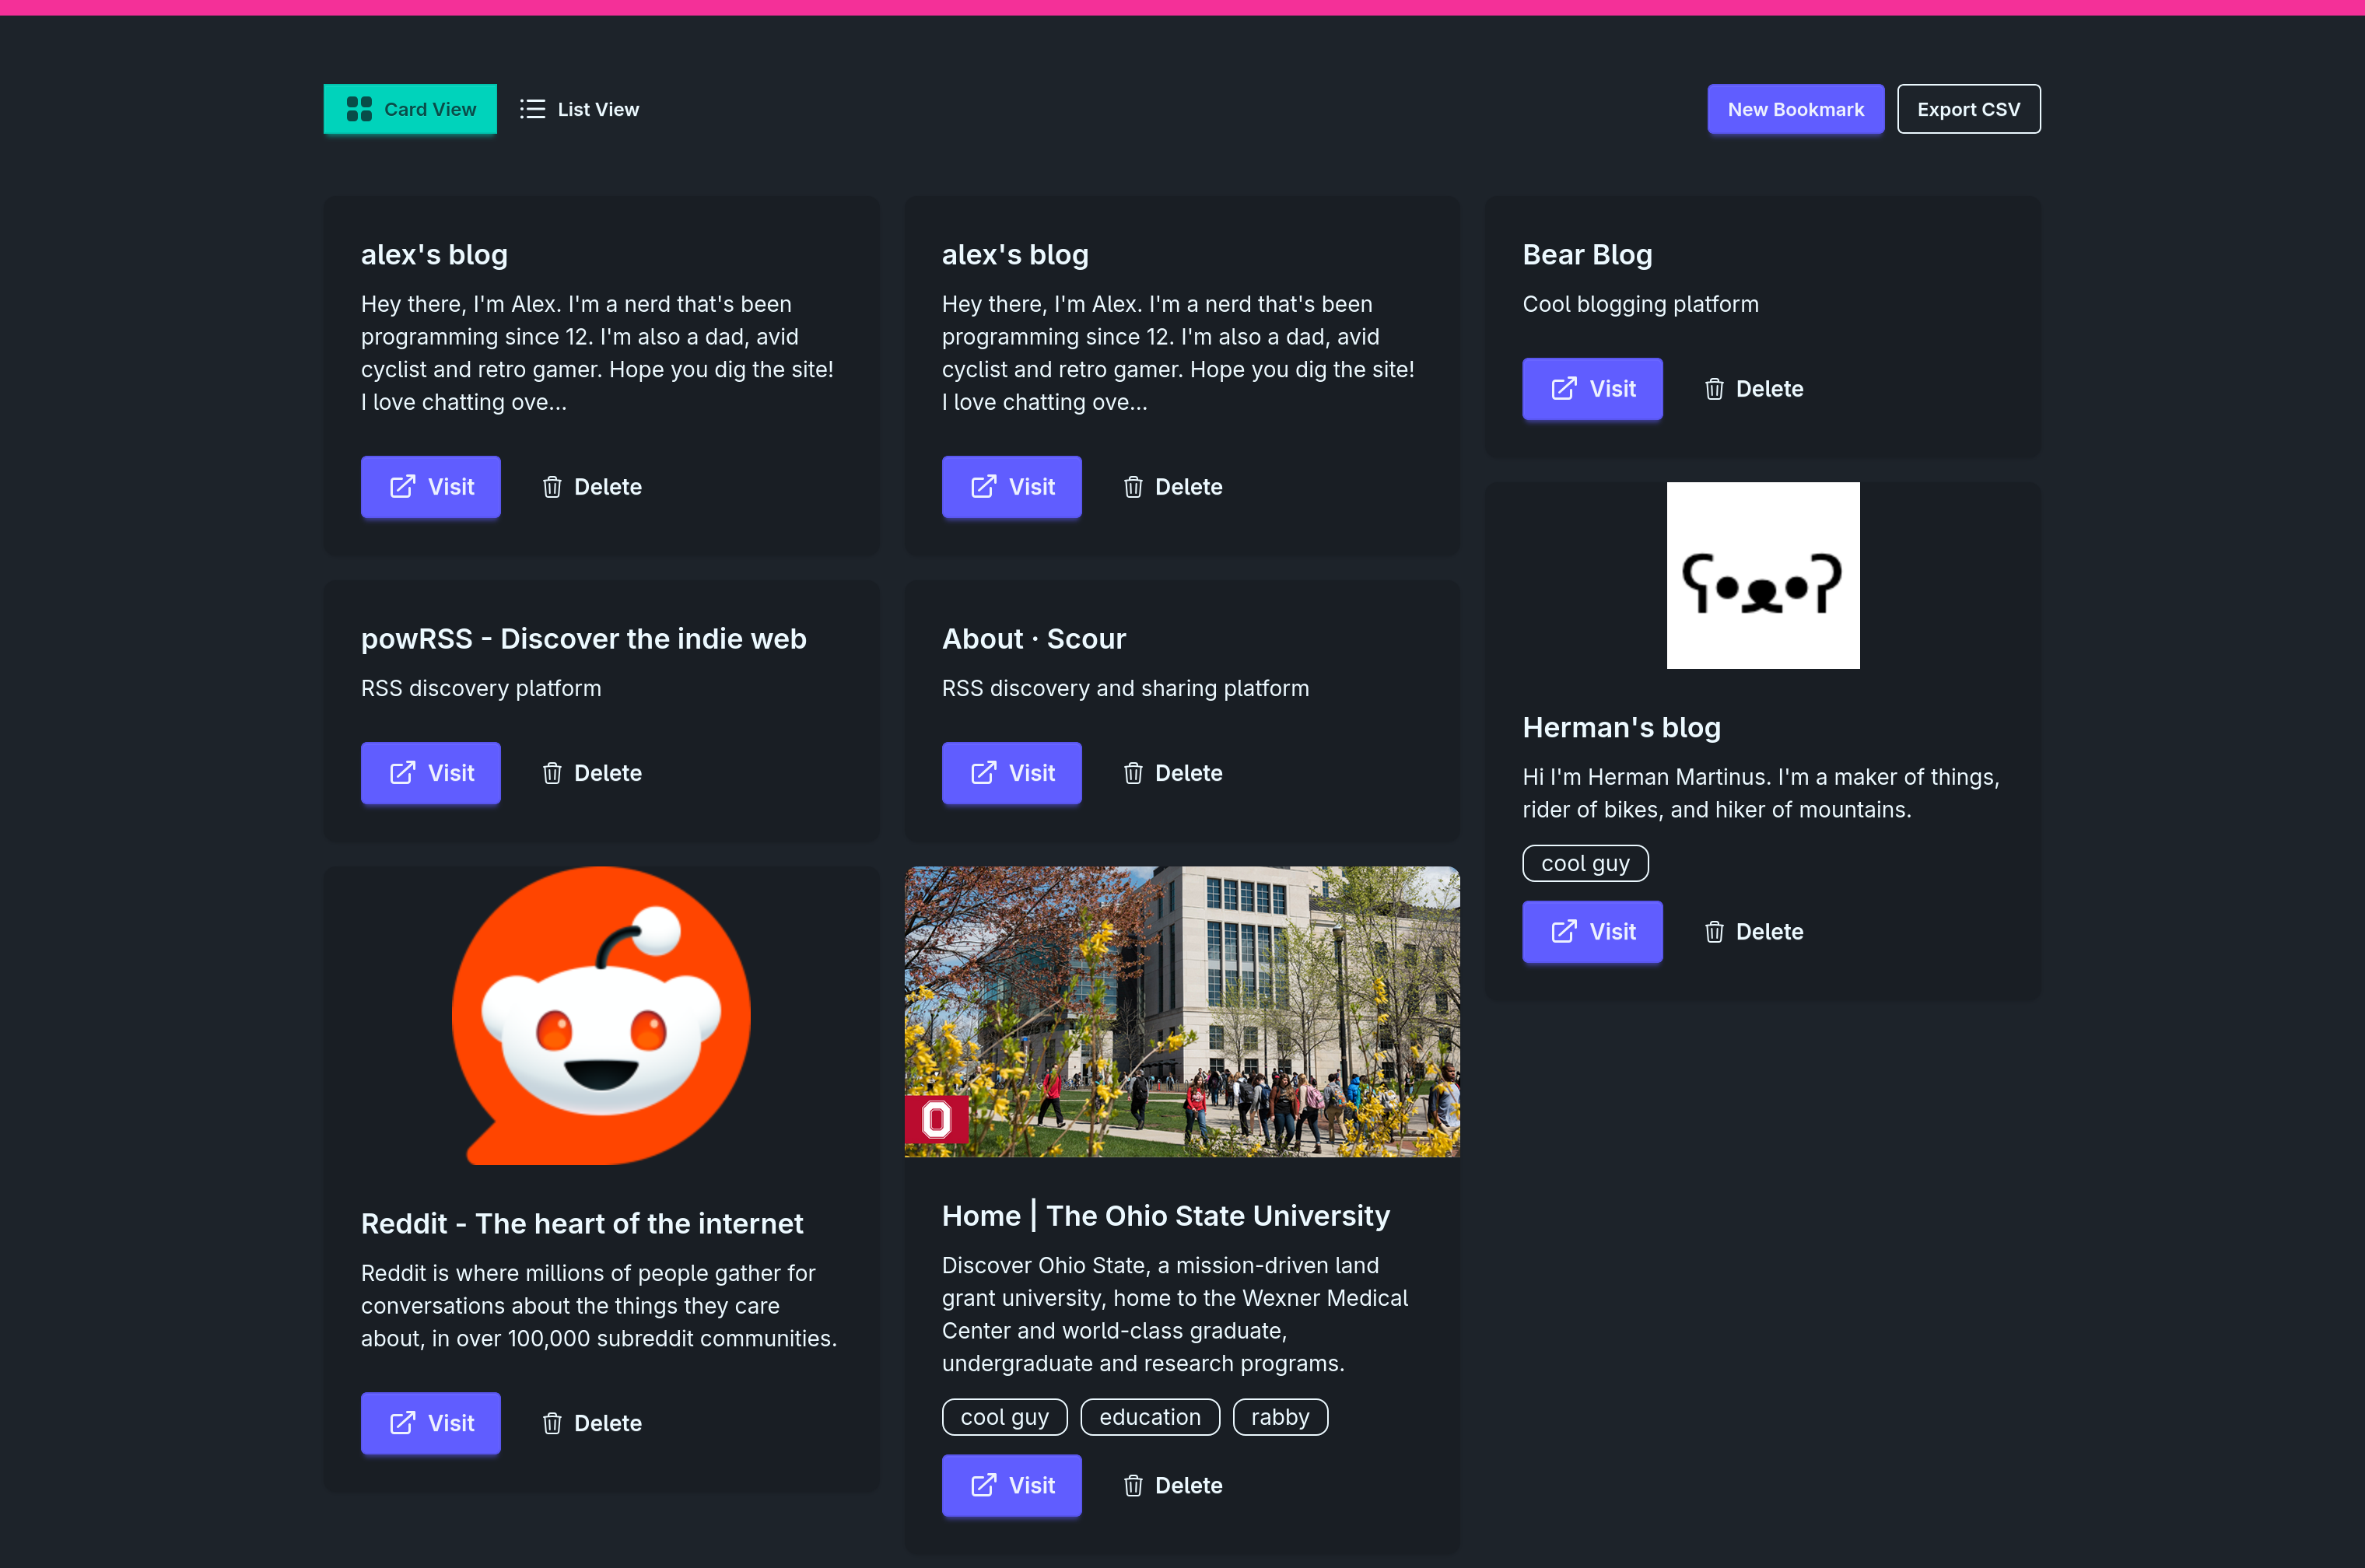 Card View
List View
New Bookmark
Export CSV
alex's blog
Hey there, I'm Alex. I'm a nerd that's been
programming since 12. I'm also a dad, avid
cyclist and retro gamer. Hope you dig the site!
I love chatting ove...
Visit
Delete
alex's blog
Hey there, I'm Alex. I'm a nerd that's been
programming since 12. I'm also a dad, avid
cyclist and retro gamer. Hope you dig the site!
I love chatting ove...
Visit
Delete
Bear Blog
Cool blogging platform
Visit
Delete
powRSS - Discover the indie web
RSS discovery platform
Visit
Delete
About · Scour
RSS discovery and sharing platform
Visit
Delete
ʕ•ᴥ•ʔ
Herman's blog
Hi I'm Herman Martinus. I'm a maker of things,
rider of bikes, and hiker of mountains.
cool guy
Visit
Delete
Reddit - The heart of the internet
Reddit is where millions of people gather for
conversations about the things they care
about, in over 100,000 subreddit communities.
Visit
Delete
O
Home | The Ohio State University
Discover Ohio State, a mission-driven land
grant university, home to the Wexner Medical
Center and world-class graduate,
undergraduate and research programs.
cool guy
education
rabby
Visit
Delete